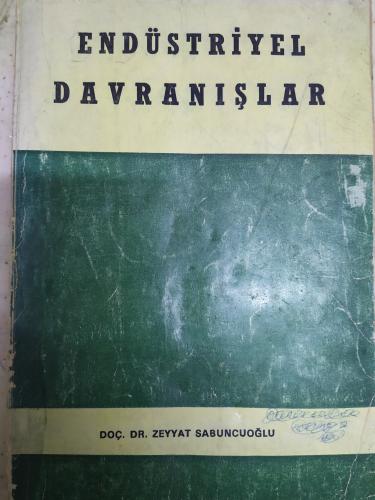 ENDÜSTRİYEL
DAVRANIŞLAR
DOÇ. DR. ZEYYAT SABUNCUOĞLU